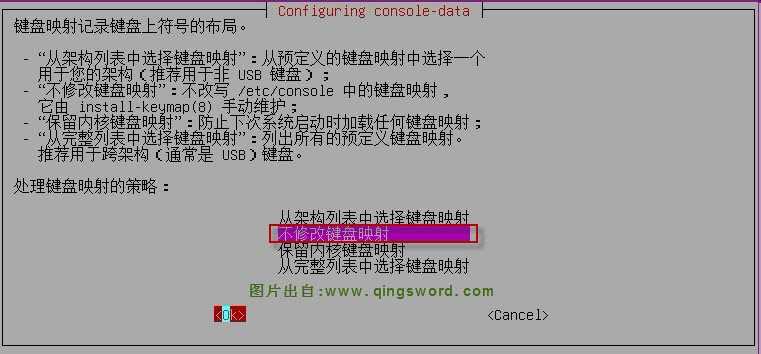 Configuring console-data
键盘映射记录键盘上符号的布局。
- “从架构列表中选择键盘映射”：从预定义的键盘映射中选择一个
用于您的架构（推荐用于非 USB 键盘）；
- “不修改键盘映射”：不改写 /etc/console 中的键盘映射，
它由 install-keymap(8) 手动维护；
- “保留内核键盘映射”：防止下次系统启动时加载任何键盘映射；
- “从完整列表中选择键盘映射”：列出所有的预定义键盘映射。
推荐用于跨架构（通常是 USB）键盘。
处理键盘映射的策略：
从架构列表中选择键盘映射
不修改键盘映射
保留内核键盘映射
从完整列表中选择键盘映射
图片出自:www.qingsword.com
<Ok> <Cancel>